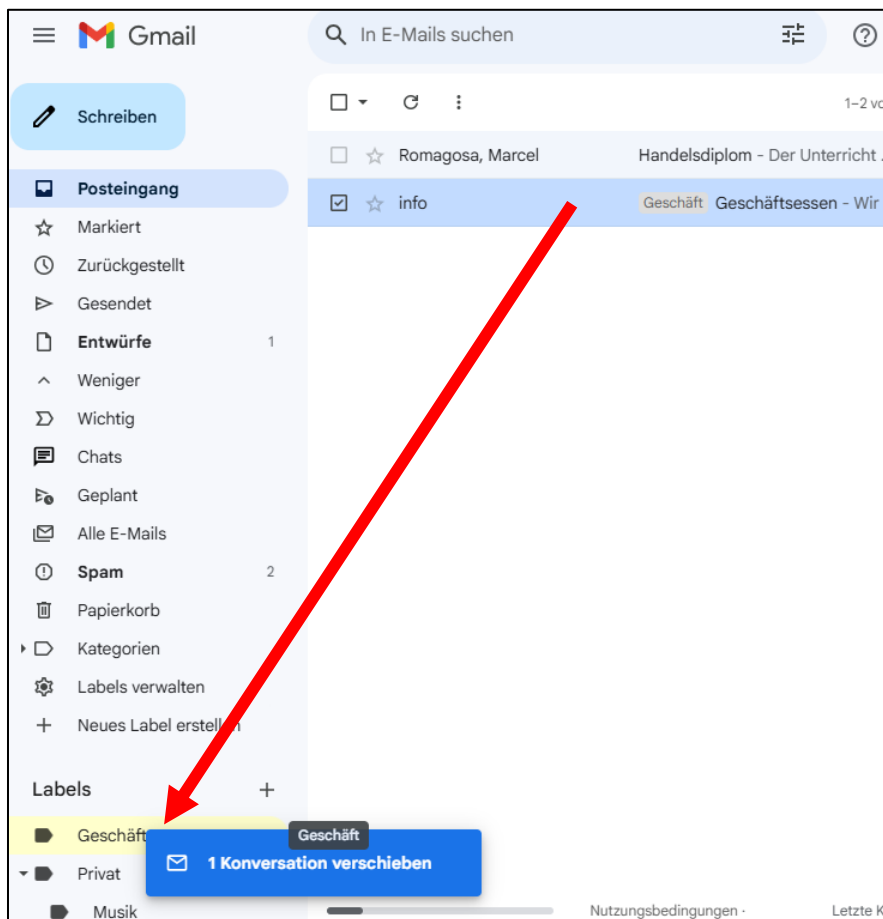 Gmail
In E-Mails suchen
Schreiben
1–2 vo
Romagosa, Marcel Handelsdiplom - Der Unterricht
Posteingang
info Geschäft Geschäftsessen - Wir
Markiert
Zurückgestellt
Gesendet
Entwürfe 1
Weniger
Wichtig
Chats
Geplant
Alle E-Mails
Spam 2
Papierkorb
Kategorien
Labels verwalten
Neues Label erstellen
Labels
Geschäft
Geschäft
1 Konversation verschieben
Privat
Musik
Nutzungsbedingungen · Letzte K